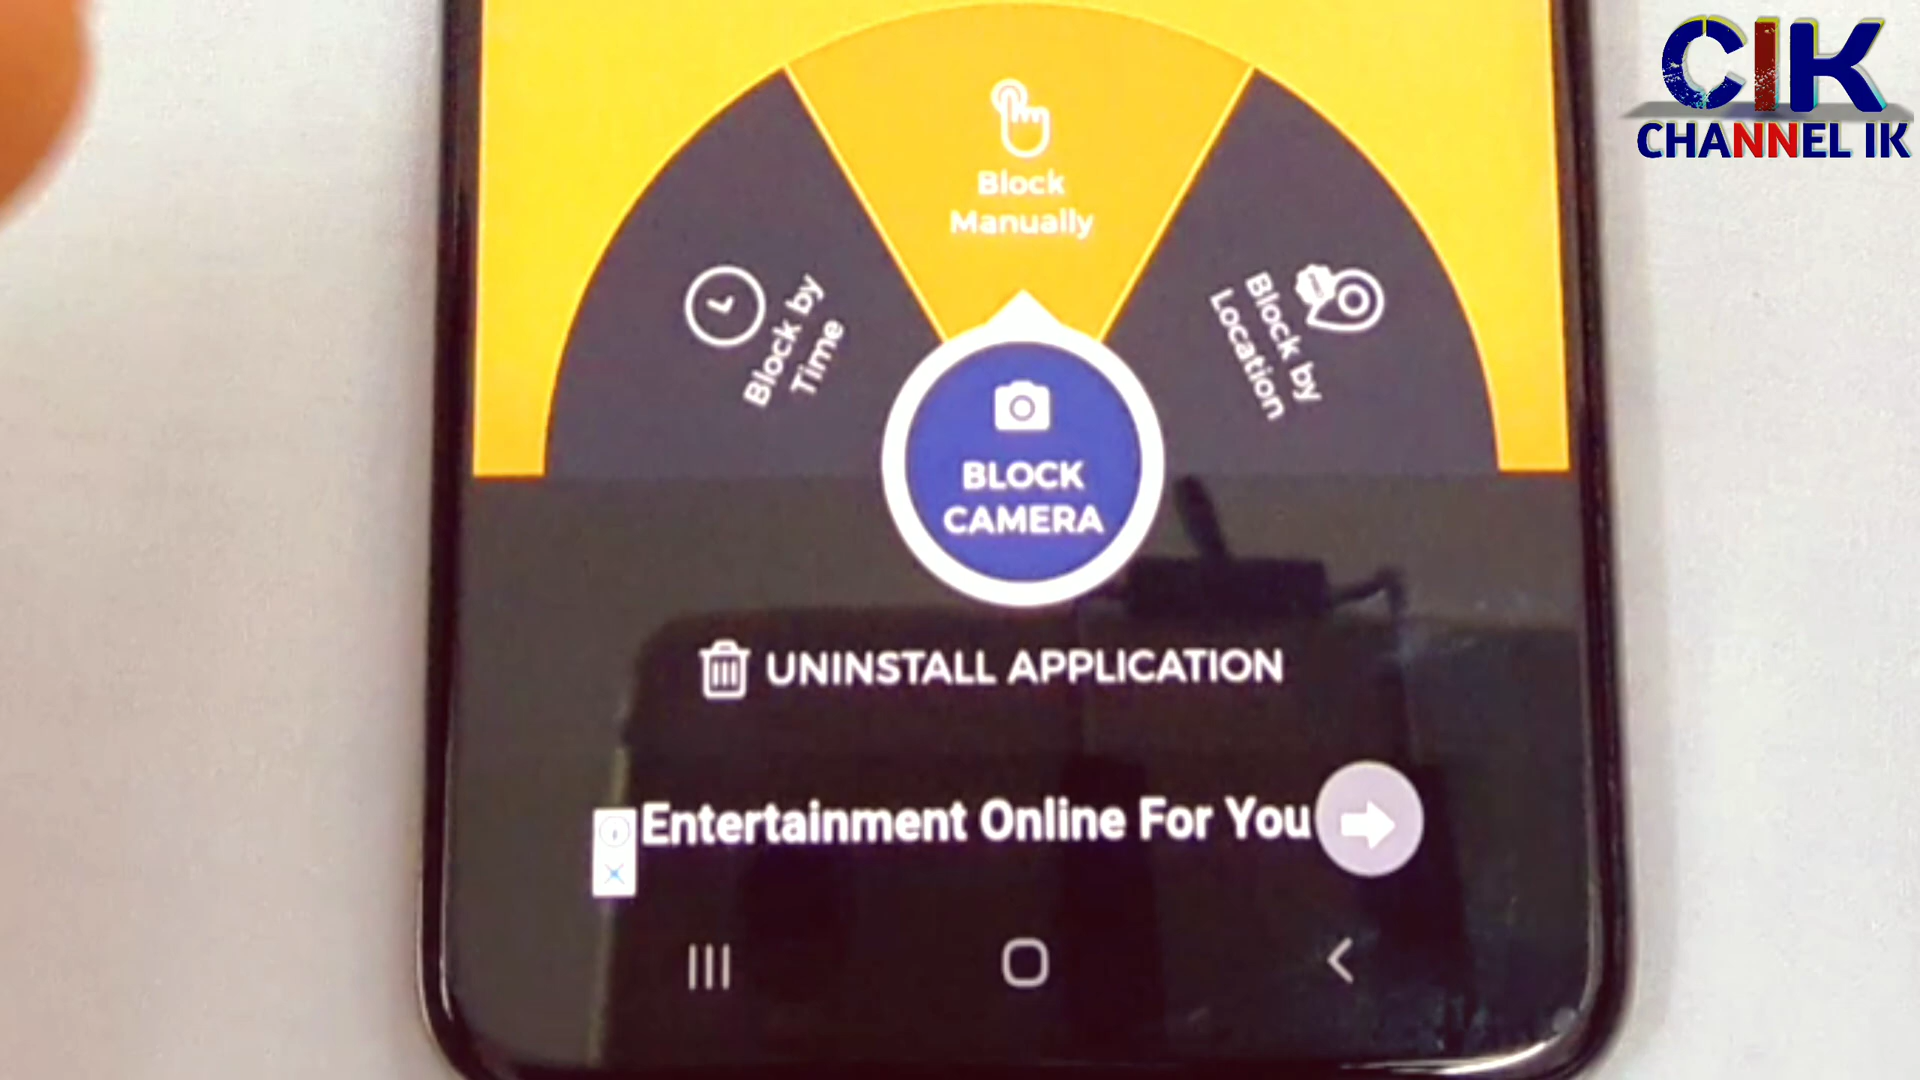 CIK
CHANNEL IK
Block
Manually
Block by
Time
Block by
Location
BLOCK
CAMERA
UNINSTALL APPLICATION
Entertainment Online For You